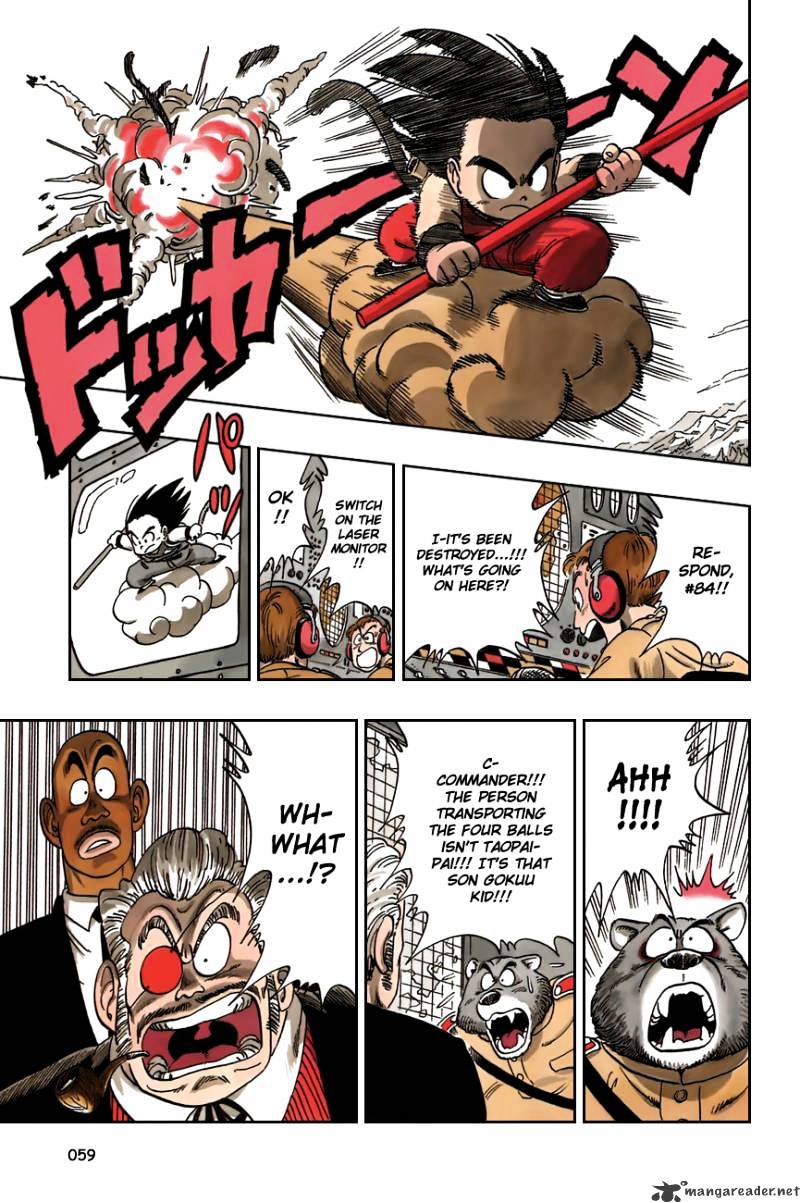 ドッカーーン
RE-
SPOND,
#84!!
I-IT'S BEEN
DESTROYED...!!!
WHAT'S GOING
ON HERE?!
SWITCH
ON THE
LASER
MONITOR
!!
OK
!!
パッ
AHH
!!!!
C-
COMMANDER!!!
THE PERSON
TRANSPORTING
THE FOUR BALLS
ISN'T TAOPAI-
PAI!!! IT'S THAT
SON GOKUU
KID!!!
WH-
WHAT
...!?
059
mangareader.net